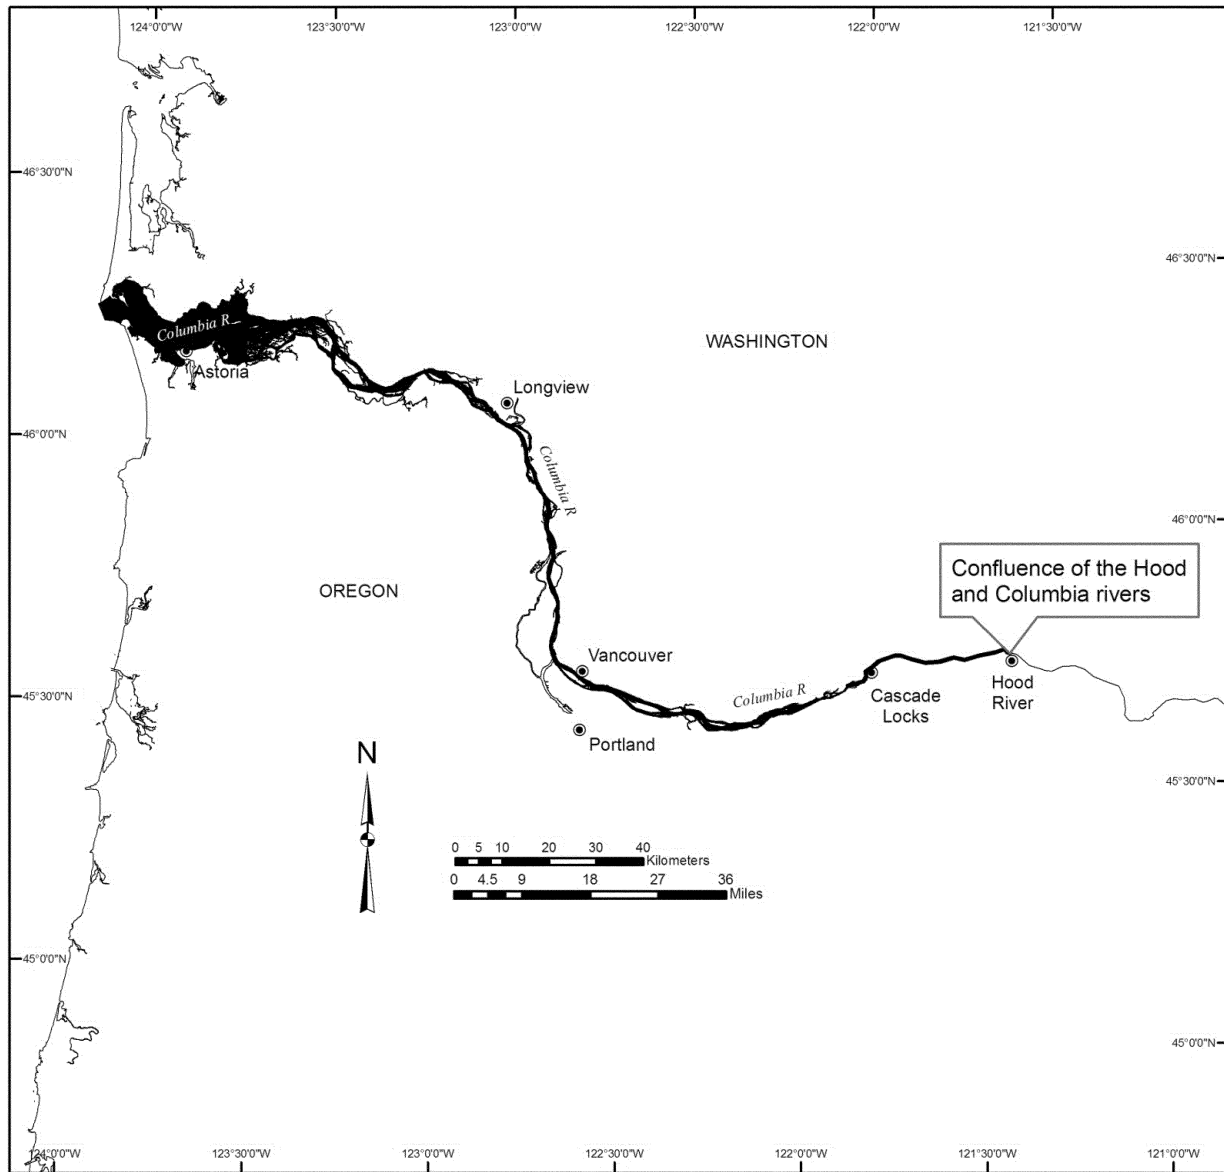 124°0'0"W 123°30'0"W 123°0'0"W 122°30'0"W 122°0'0"W 121°30'0"W
46°30'0"N
46°30'0"N
Columbia R
WASHINGTON
Astoria
Longview
46°0'0"N
Columbia R
46°0'0"N
Confluence of the Hood
and Columbia rivers
OREGON
Vancouver
Hood
River
Cascade
Locks
Columbia R
45°30'0"N
Portland
N
45°30'0"N
0 5 10 20 30 40
Kilometers
0 4.5 9 18 27 36
Miles
45°0'0"N
45°0'0"N
124°0'0"W 123°30'0"W 123°0'0"W 122°30'0"W 122°0'0"W 121°30'0"W 121°0'0"W